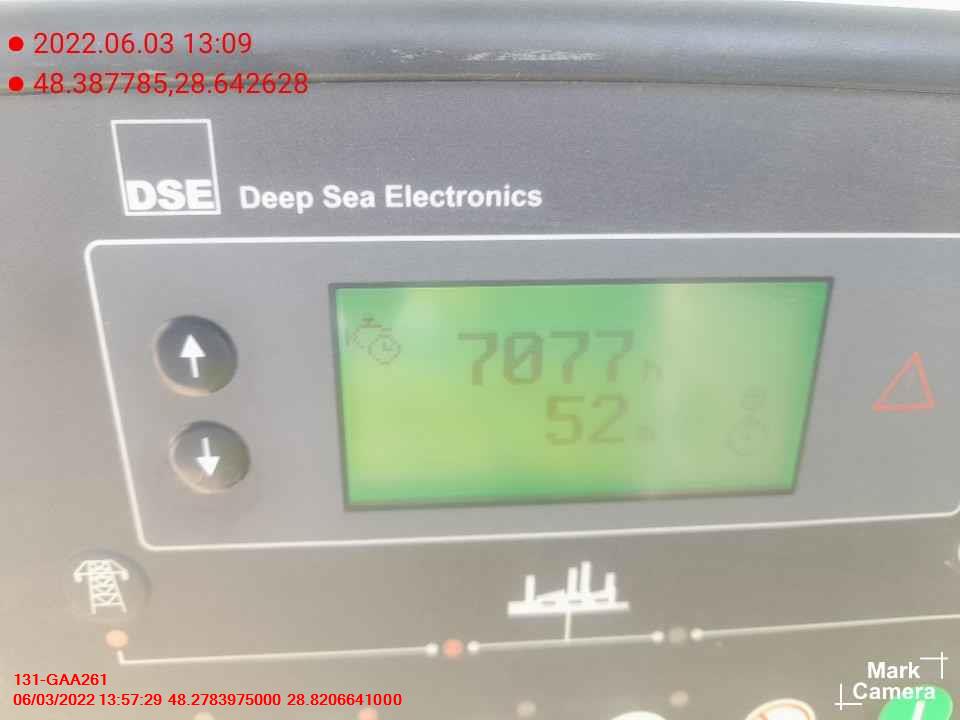 2022.06.03 13:09
48.387785,28.642628
DSE Deep Sea Electronics
7077 h
52 m
131-GAA261
06/03/2022 13:57:29 48.2783975000 28.8206641000
Mark
Camera